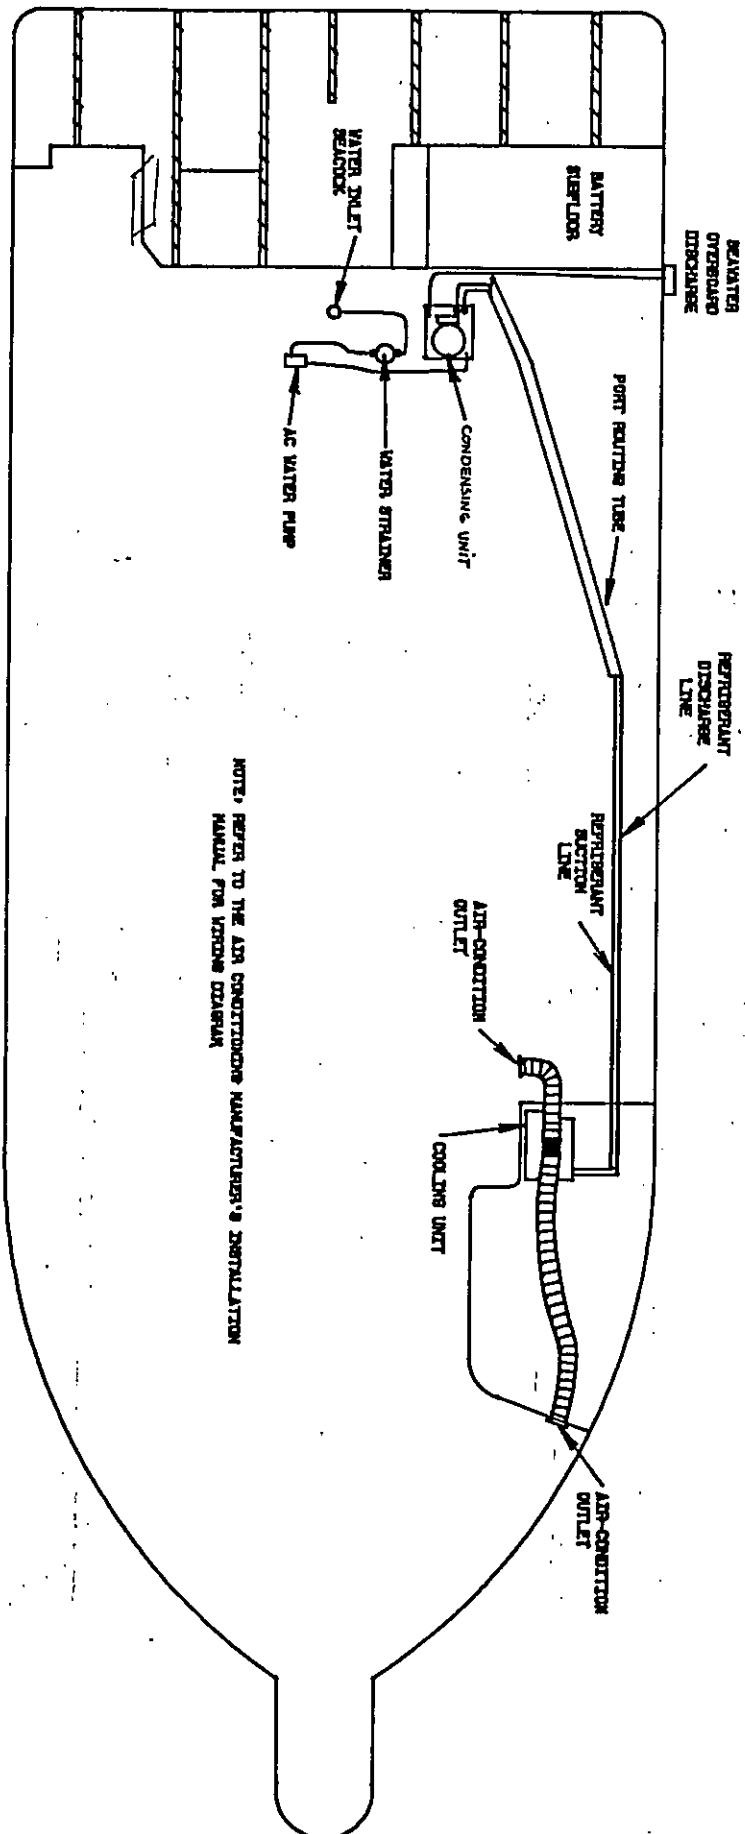 SEAWATER
OVERBOARD
DISCHARGE
BATTERY
SUBFLOOR
WATER INLET
SEACOCK
PORT ROUTING TUBE
CONDENSING UNIT
WATER STRAINER
AC WATER PUMP
REFRIGERANT
DISCHARGE
LINE
REFRIGERANT
SUCTION
LINE
AIR-CONDITION
OUTLET
COOLING UNIT
AIR-CONDITION
OUTLET
NOTE: REFER TO THE AIR CONDITIONING MANUFACTURER'S INSTALLATION
MANUAL FOR WIRING DIAGRAM